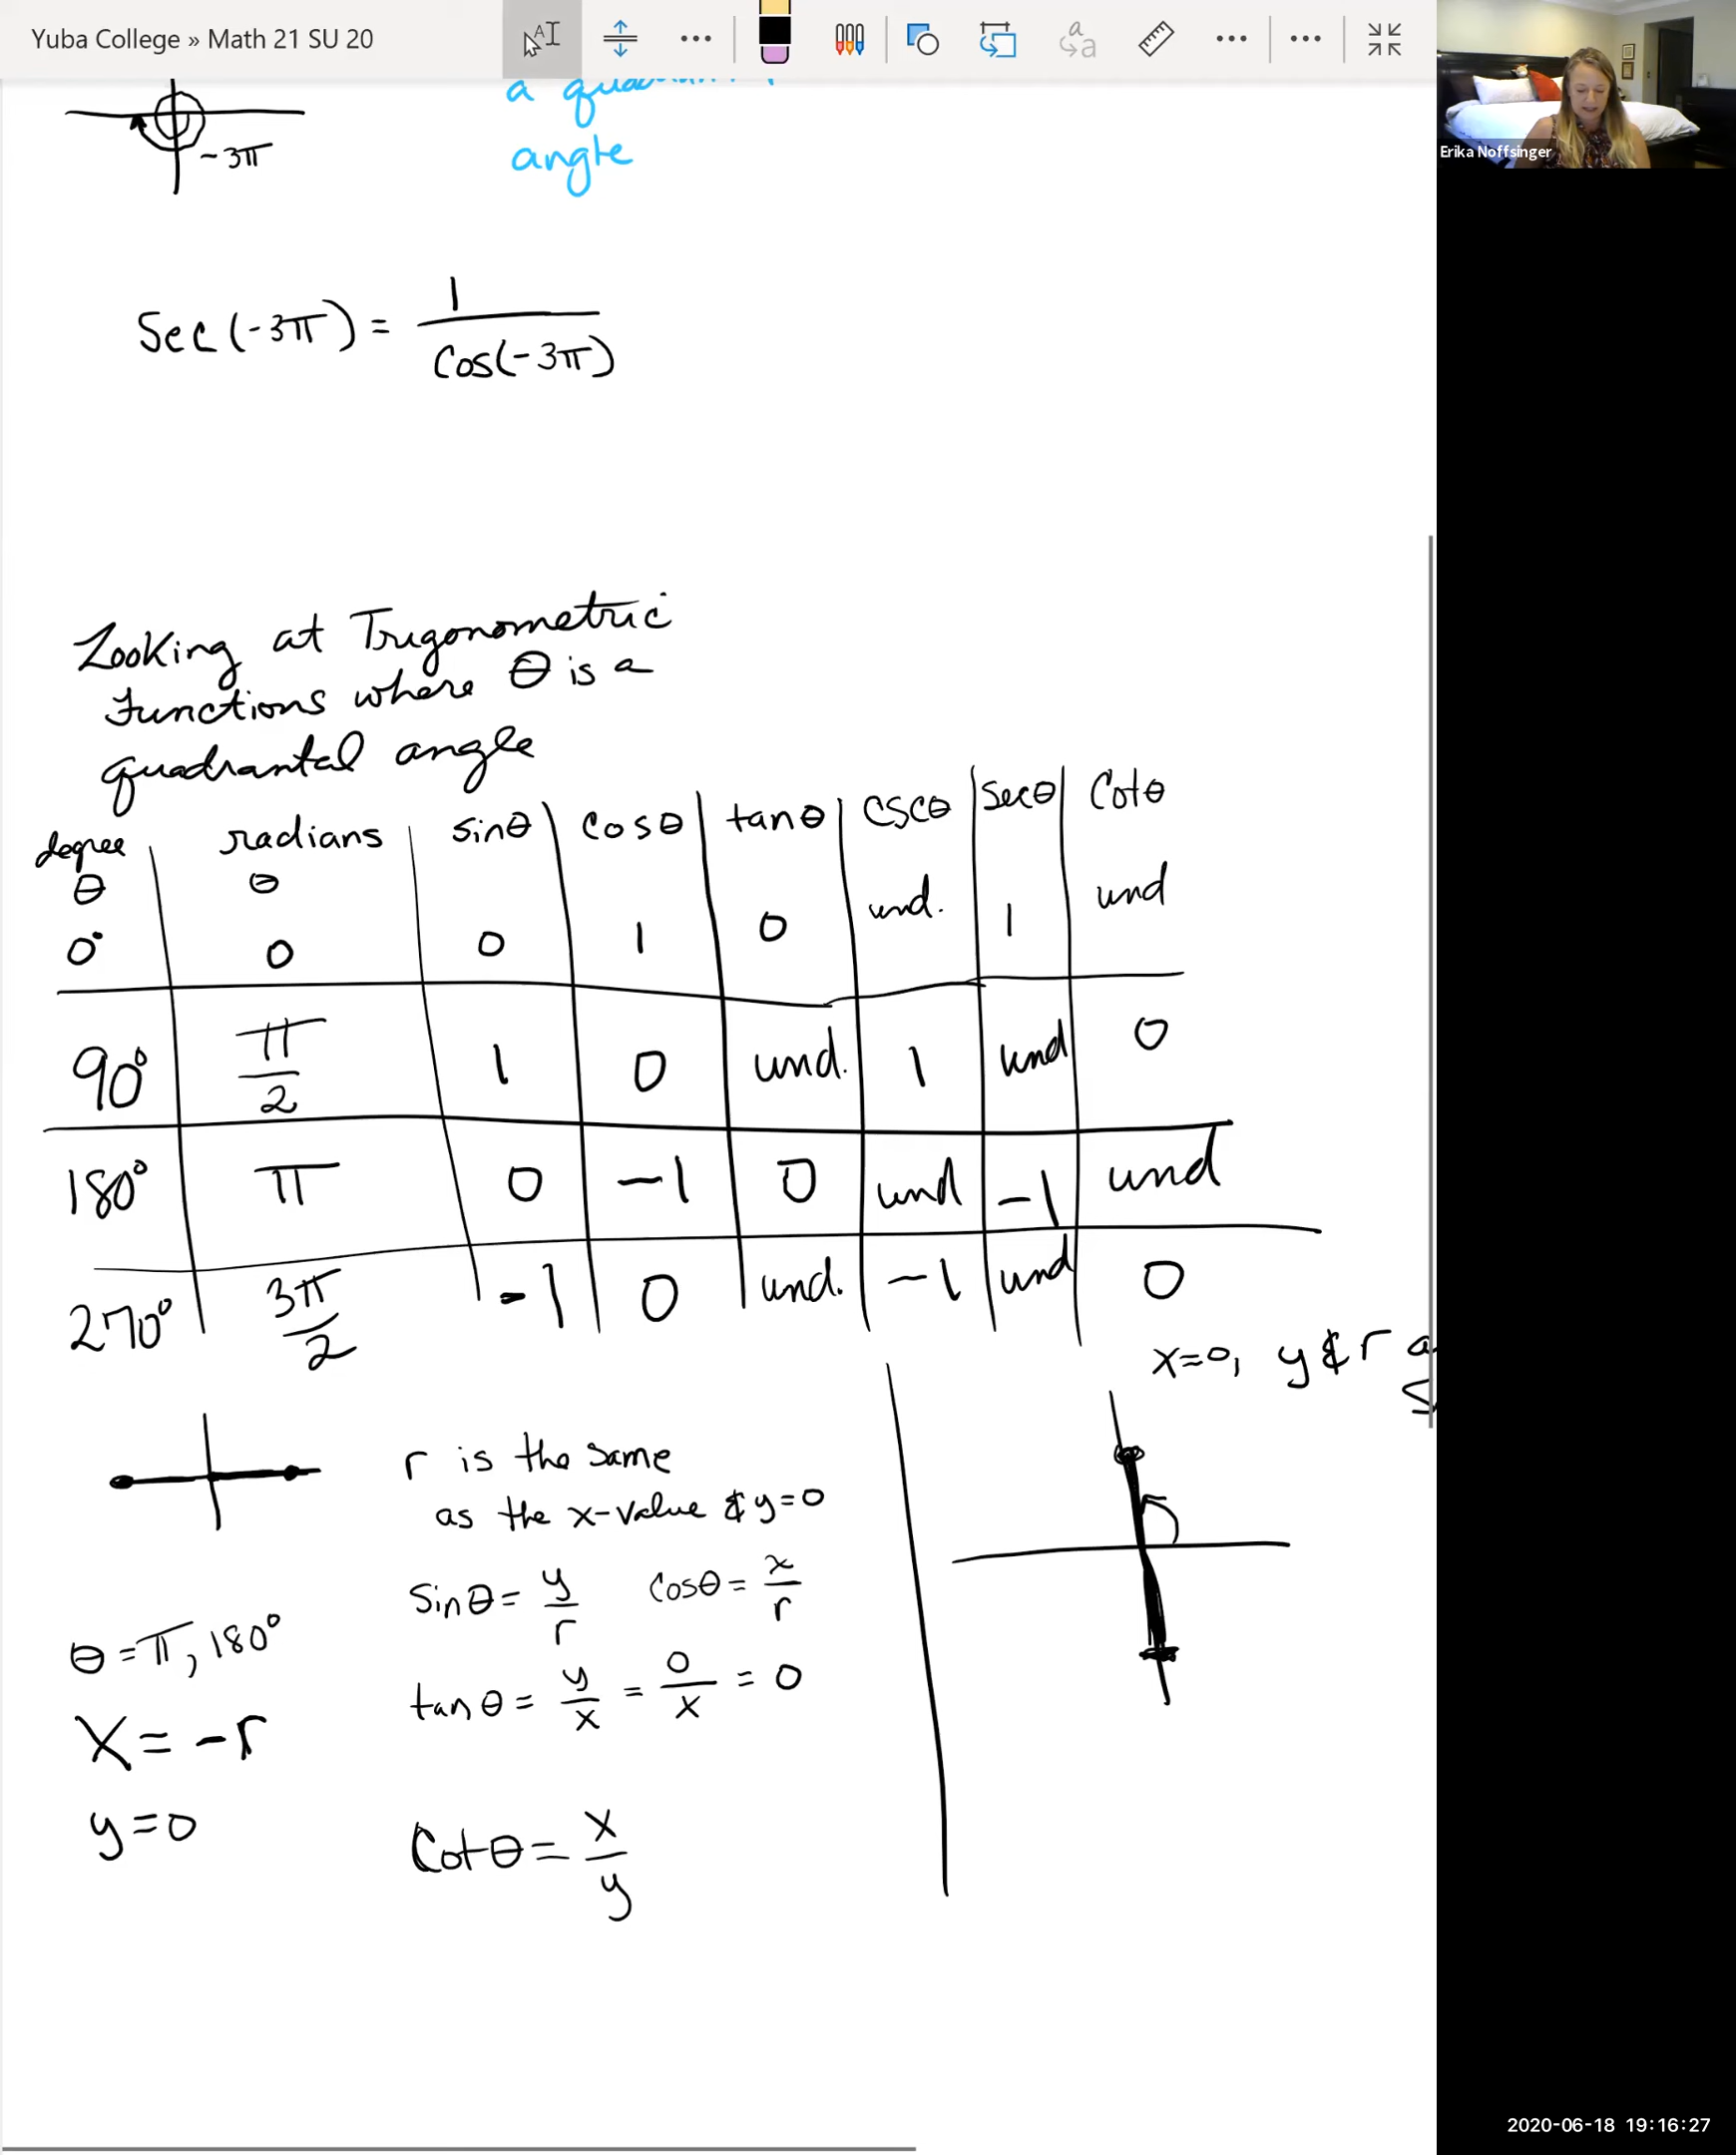 Yuba College » Math 21 SU 20
Erika Noffsinger
a
angle
-3π
Sec(-3π) = 1 / Cos(-3π)
Looking at Trigonometric
Functions where θ is a
quadrantal angle
degree θ radians θ sinθ cosθ tanθ cscθ secθ Cotθ
0° 0 0 1 0 und. 1 und
90° π/2 1 0 und. 1 und 0
180° π 0 -1 0 und -1 und
270° 3π/2 -1 0 und. -1 und 0
x=0, y & r a
r is the same
as the x-value & y=0
Sinθ = y/r Cosθ = x/r
θ = π, 180°
tanθ = y/x = 0/x = 0
X = -r
y=0
Cotθ = x/y
2020-06-18 19:16:27